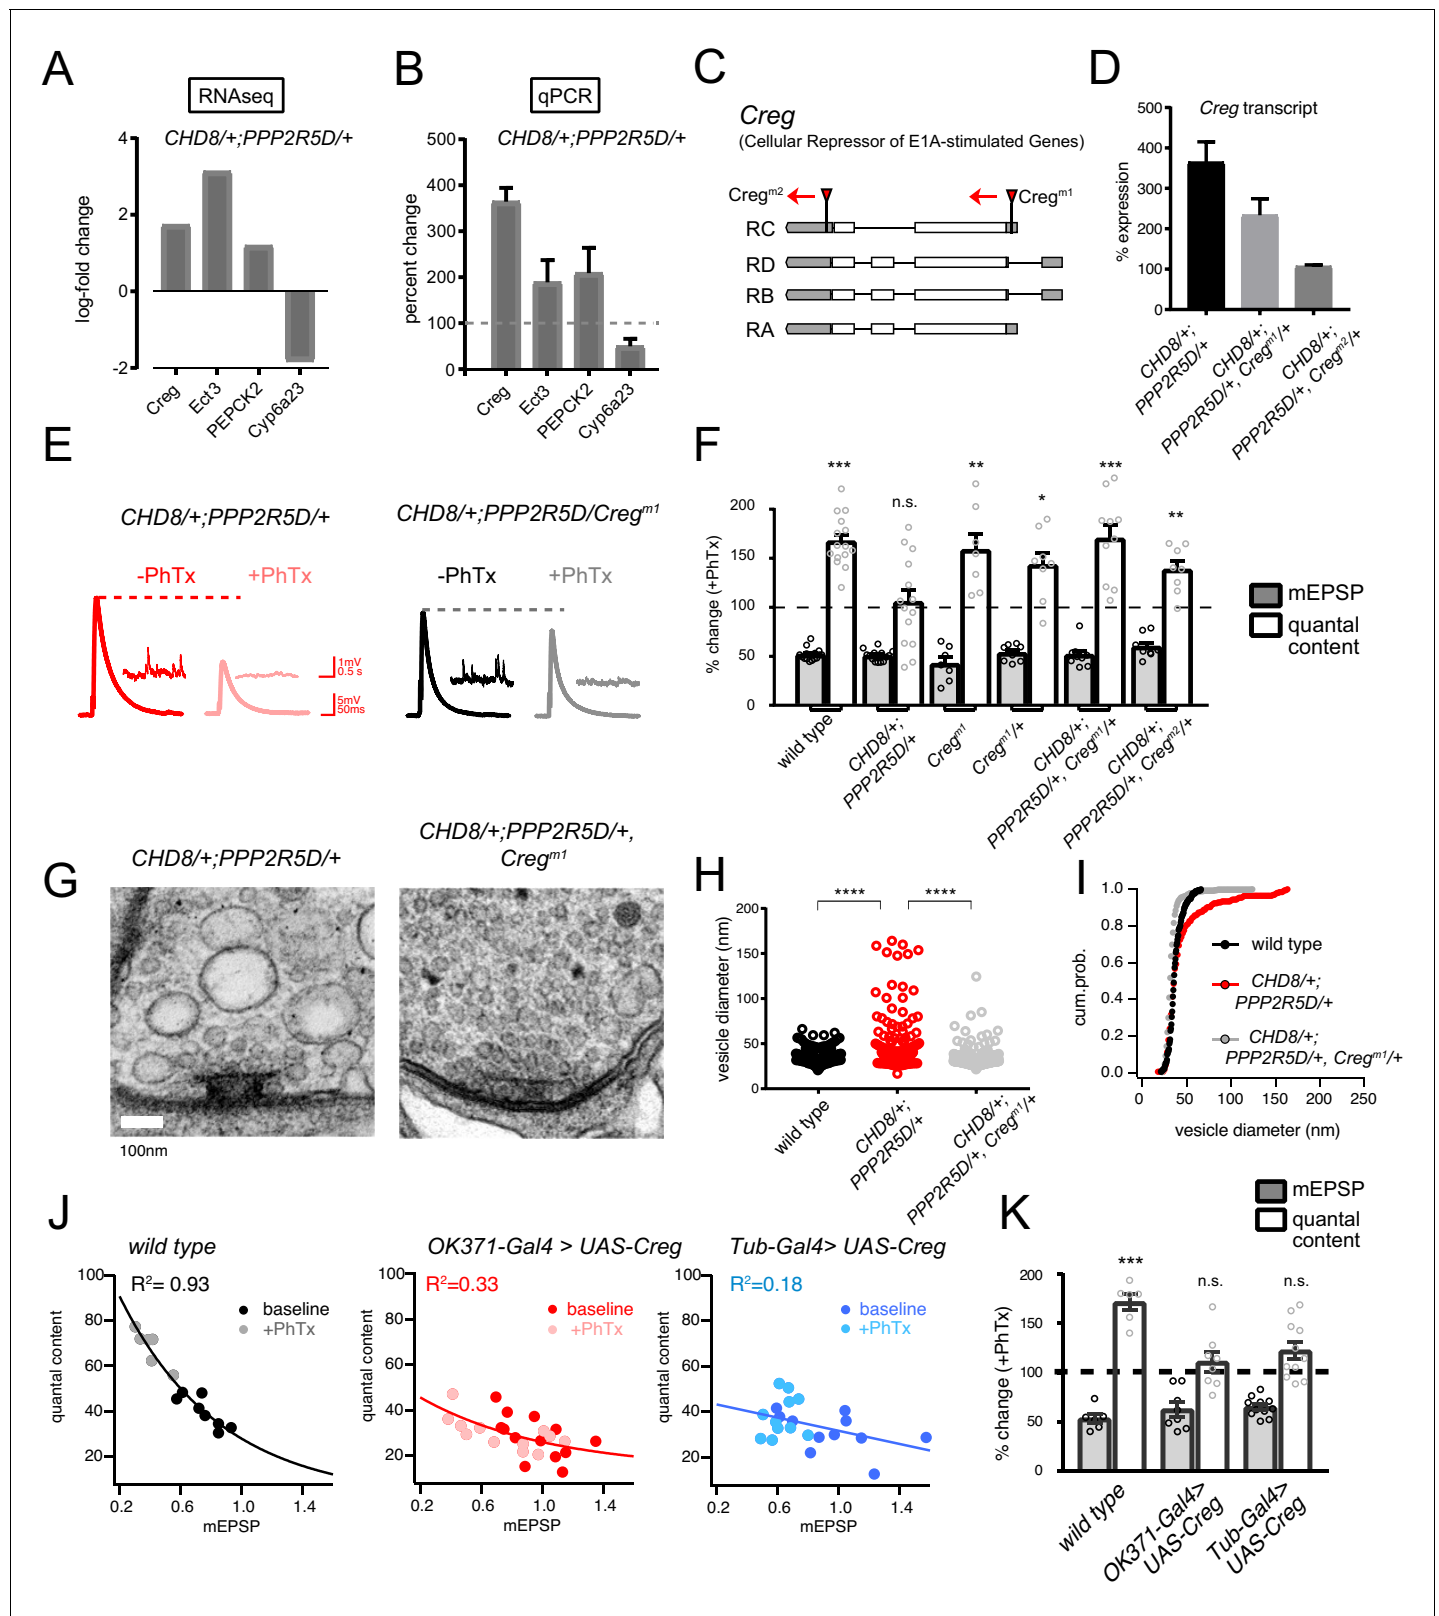 A
RNAseq
CHD8/+;PPP2R5D/+
log-fold change
4
2
0
-2
Creg
Ect3
PEPCK2
Cyp6a23
B
qPCR
CHD8/+;PPP2R5D/+
percent change
500
400
300
200
100
0
Creg
Ect3
PEPCK2
Cyp6a23
C
Creg
(Cellular Repressor of E1A-stimulated Genes)
Creg^m2
Creg^m1
RC
RD
RB
RA
D
Creg transcript
% expression
500
400
300
200
100
0
CHD8/+;
PPP2R5D/+
CHD8/+;
PPP2R5D/+, Creg^m1/+
CHD8/+;
PPP2R5D/+, Creg^m2/+
E
CHD8/+;PPP2R5D/+
-PhTx
+PhTx
1mV
0.5 s
5mV
50ms
CHD8/+;PPP2R5D/Creg^m1
-PhTx
+PhTx
F
% change (+PhTx)
200
150
100
50
0
***
n.s.
**
*
***
**
wild type
CHD8/+;
PPP2R5D/+
Creg^m1
Creg^m1/+
CHD8/+;
PPP2R5D/+, Creg^m1/+
CHD8/+;
PPP2R5D/+, Creg^m2/+
mEPSP
quantal
content
G
CHD8/+;PPP2R5D/+
100nm
CHD8/+;PPP2R5D/+,
Creg^m1
H
vesicle diameter (nm)
200
150
100
50
0
****
****
wild type
CHD8/+;
PPP2R5D/+
CHD8/+;
PPP2R5D/+, Creg^m1/+
I
cum.prob.
1.0
0.8
0.6
0.4
0.2
0.0
wild type
CHD8/+;
PPP2R5D/+
CHD8/+;
PPP2R5D/+, Creg^m1/+
0 50 100 150 200 250
vesicle diameter (nm)
J
wild type
R²= 0.93
baseline
+PhTx
quantal content
100
80
60
40
20
0.2 0.6 1.0 1.4
mEPSP
OK371-Gal4 > UAS-Creg
R²=0.33
baseline
+PhTx
quantal content
100
80
60
40
20
0.2 0.6 1.0 1.4
mEPSP
Tub-Gal4> UAS-Creg
R²=0.18
baseline
+PhTx
quantal content
100
80
60
40
20
0.2 0.6 1.0 1.4
mEPSP
K
mEPSP
quantal
content
% change (+PhTx)
200
150
100
50
0
***
n.s.
n.s.
wild type
OK371-Gal4>
UAS-Creg
Tub-Gal4>
UAS-Creg